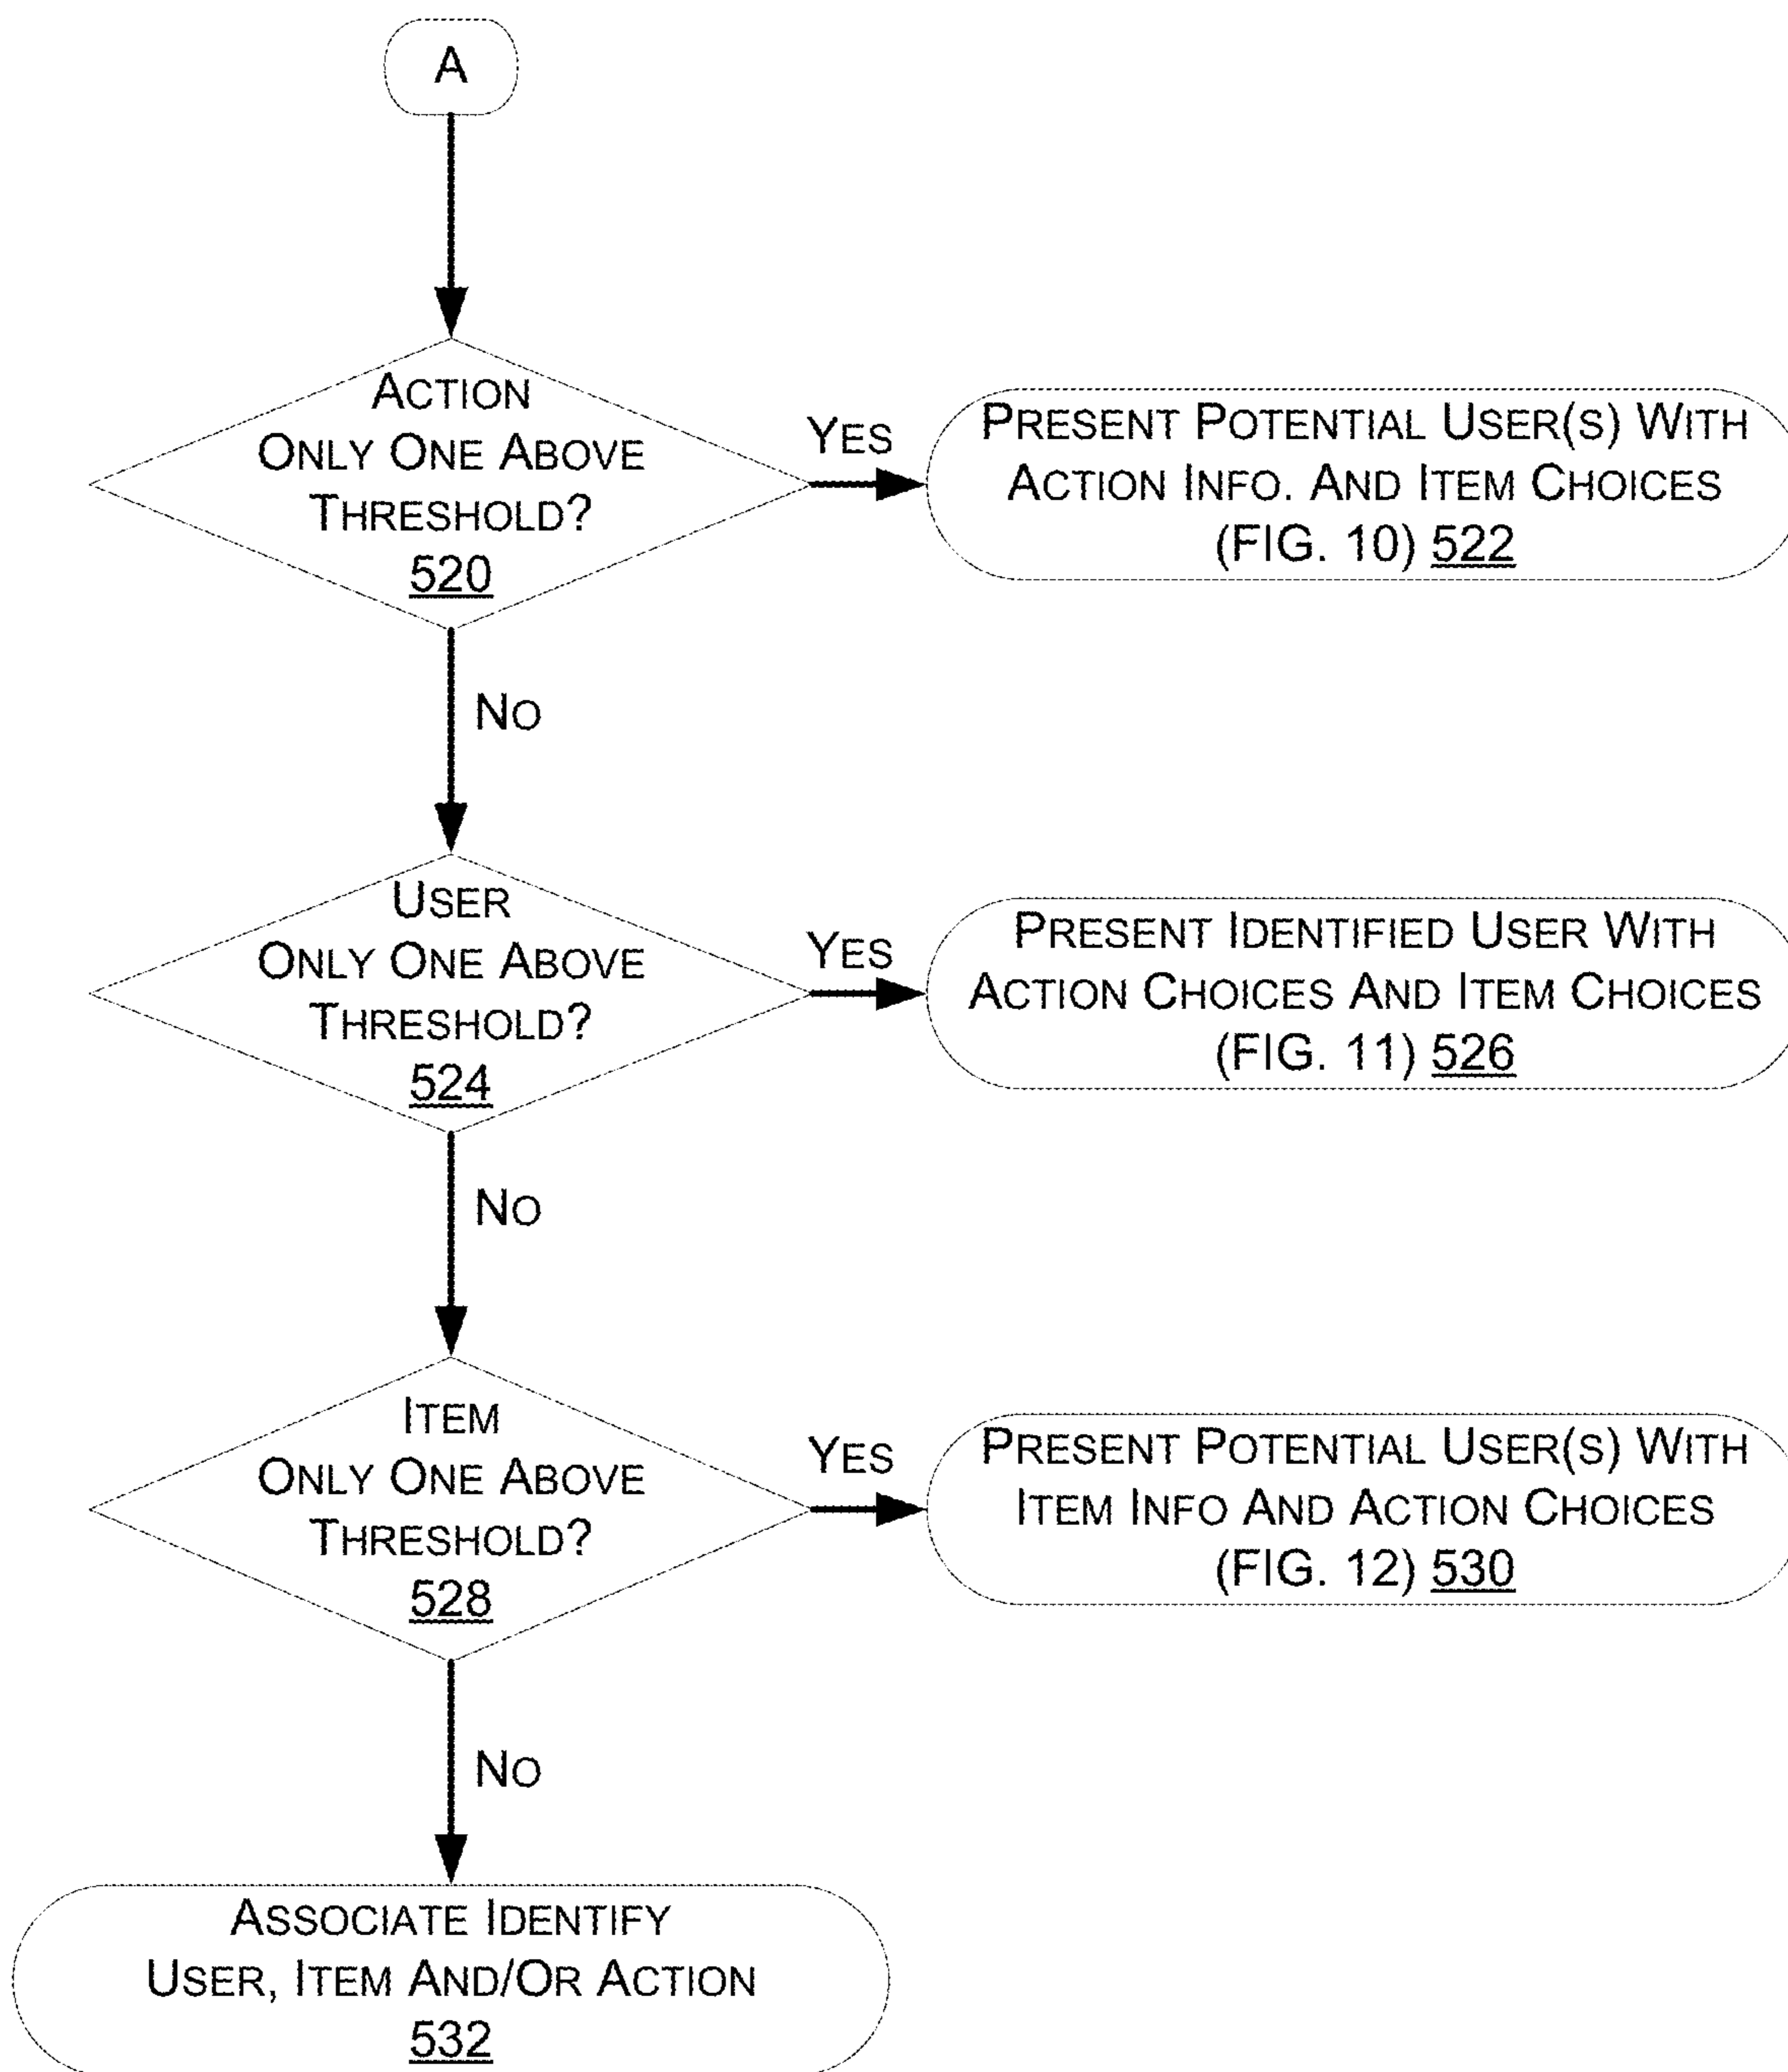 A
ACTION
ONLY ONE ABOVE
THRESHOLD?
520
YES
PRESENT POTENTIAL USER(S) WITH
ACTION INFO. AND ITEM CHOICES
(FIG. 10) 522
NO
USER
ONLY ONE ABOVE
THRESHOLD?
524
YES
PRESENT IDENTIFIED USER WITH
ACTION CHOICES AND ITEM CHOICES
(FIG. 11) 526
NO
ITEM
ONLY ONE ABOVE
THRESHOLD?
528
YES
PRESENT POTENTIAL USER(S) WITH
ITEM INFO AND ACTION CHOICES
(FIG. 12) 530
NO
ASSOCIATE IDENTIFY
USER, ITEM AND/OR ACTION
532